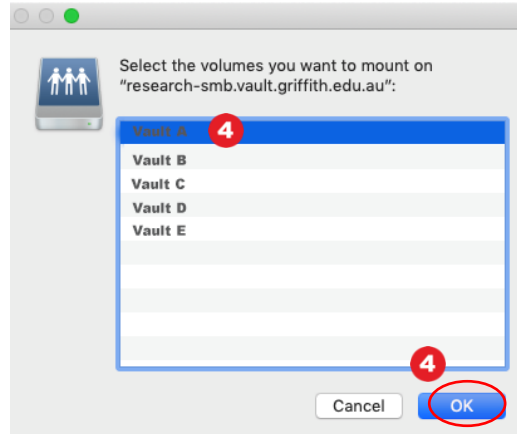 Select the volumes you want to mount on
“research-smb.vault.griffith.edu.au”:
Vault A 4
Vault B
Vault C
Vault D
Vault E
4
Cancel OK